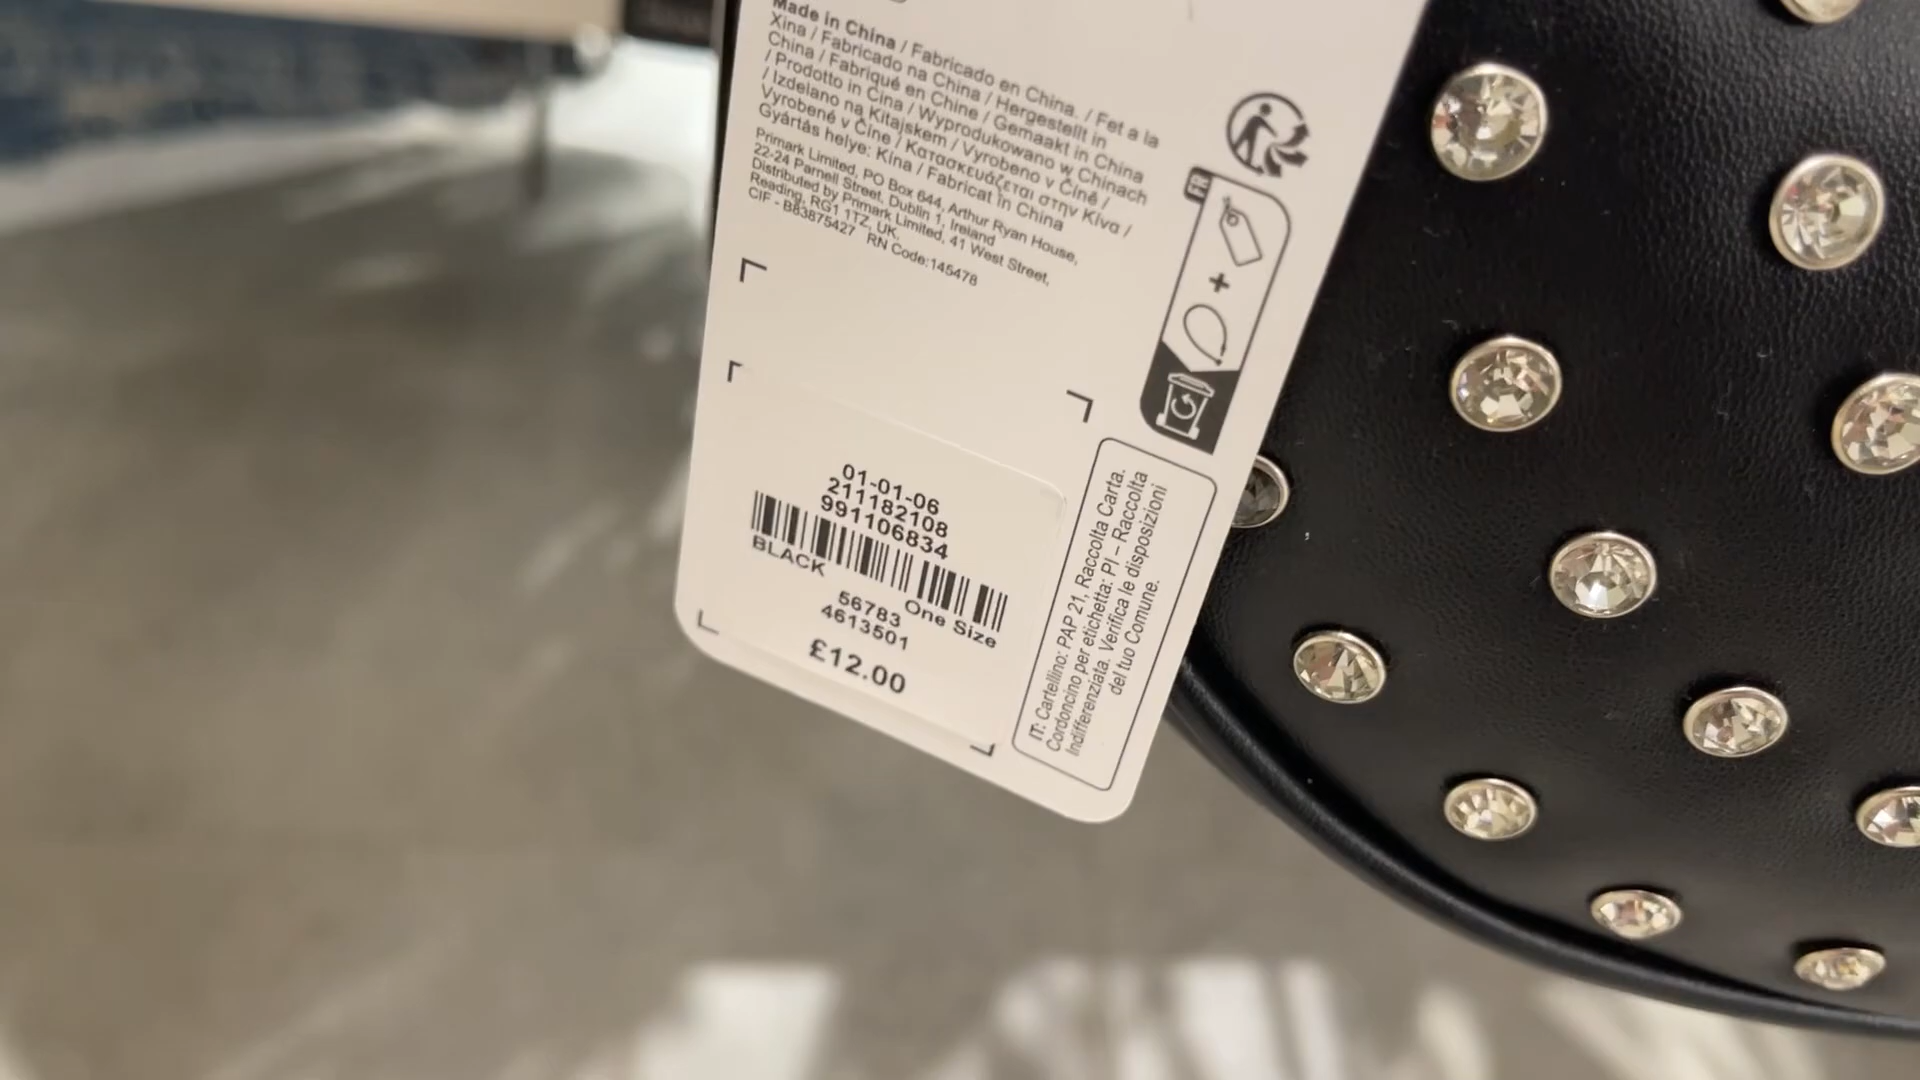 Made in China / Fabricado en China. / Fet a la
Xina / Fabricado na China / Hergestellt in
China / Fabriqué en Chine / Gemaakt in China
/ Prodotto in Cina / Wyprodukowano w Chinach
/ Izdelano na Kitajskem / Vyrobeno v Číně /
Vyrobené v Číne / Κατασκευάζεται στην Κίνα /
Gyártás helye: Kína / Fabricat în China
Primark Limited, PO Box 644, Arthur Ryan House,
22-24 Parnell Street, Dublin 1, Ireland
Distributed by Primark Limited, 41 West Street,
Reading, RG1 1TZ, UK.
CIF - B83875427 RN Code:145478
FR
+
01-01-06
211182108
991106834
BLACK
56783 One Size
4613501
£12.00
IT: Cartellino: PAP 21, Raccolta Carta.
Cordoncino per etichetta: PI – Raccolta
Indifferenziata. Verifica le disposizioni
del tuo Comune.